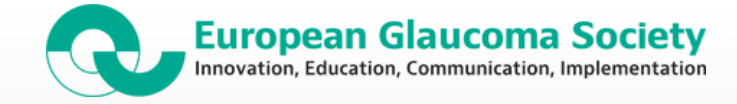 European Glaucoma Society
Innovation, Education, Communication, Implementation